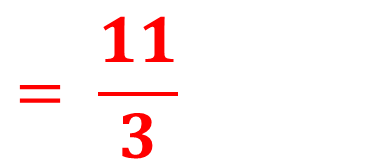 = 11/3